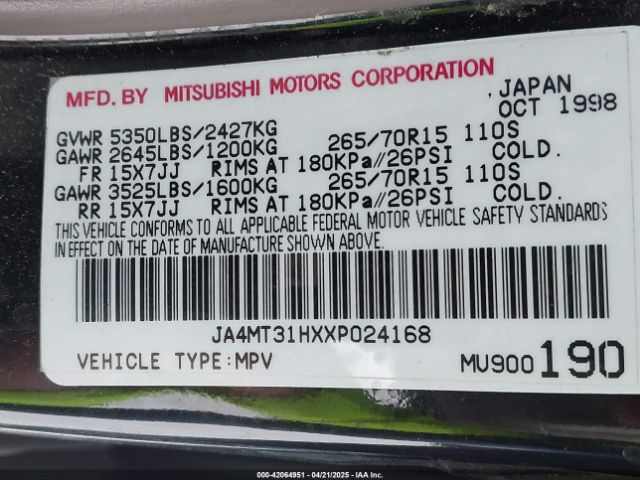 MFD. BY MITSUBISHI MOTORS CORPORATION , JAPAN
OCT 1998
GVWR 5350LBS/2427KG
GAWR 2645LBS/1200KG 265/70R15 110S
FR 15X7JJ RIMS AT 180KPa//26PSI COLD.
GAWR 3525LBS/1600KG 265/70R15 110S
RR 15X7JJ RIMS AT 180KPa//26PSI COLD.
THIS VEHICLE CONFORMS TO ALL APPLICABLE FEDERAL MOTOR VEHICLE SAFETY STANDARDS
IN EFFECT ON THE DATE OF MANUFACTURE SHOWN ABOVE.
JA4MT31HXXP024168
VEHICLE TYPE:MPV MU900190
000-42064951 - 04/21/2025 - IAA Inc.